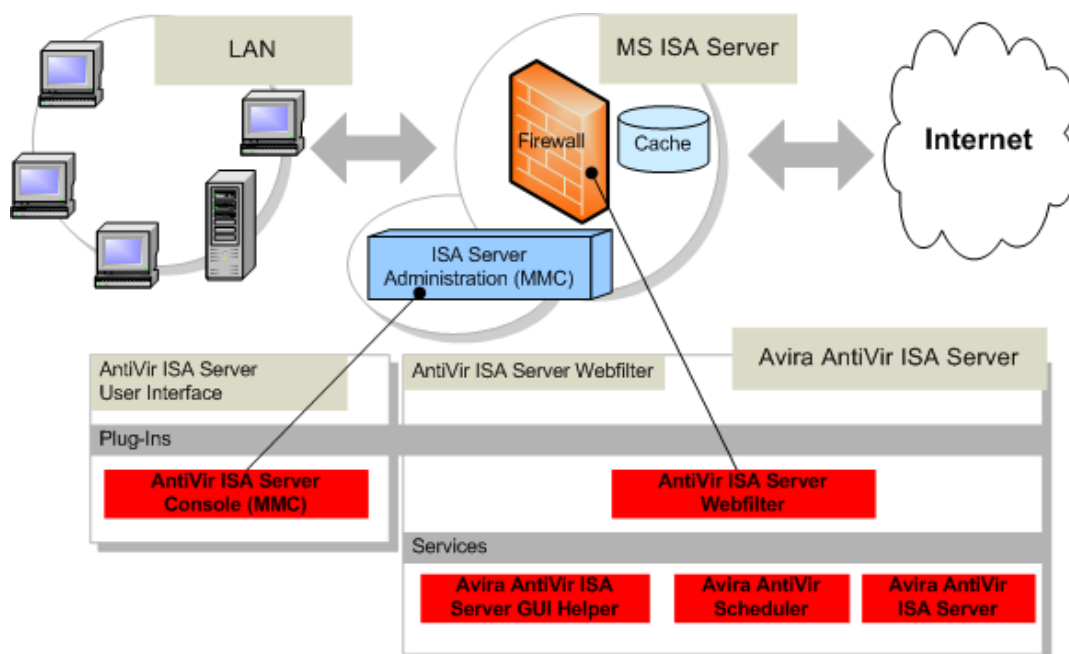 LAN
MS ISA Server
Firewall
Cache
Internet
ISA Server
Administration (MMC)
AntiVir ISA Server
User Interface
AntiVir ISA Server Webfilter
Avira AntiVir ISA Server
Plug-Ins
AntiVir ISA Server
Console (MMC)
AntiVir ISA Server
Webfilter
Services
Avira AntiVir ISA
Server GUI Helper
Avira AntiVir
Scheduler
Avira AntiVir
ISA Server